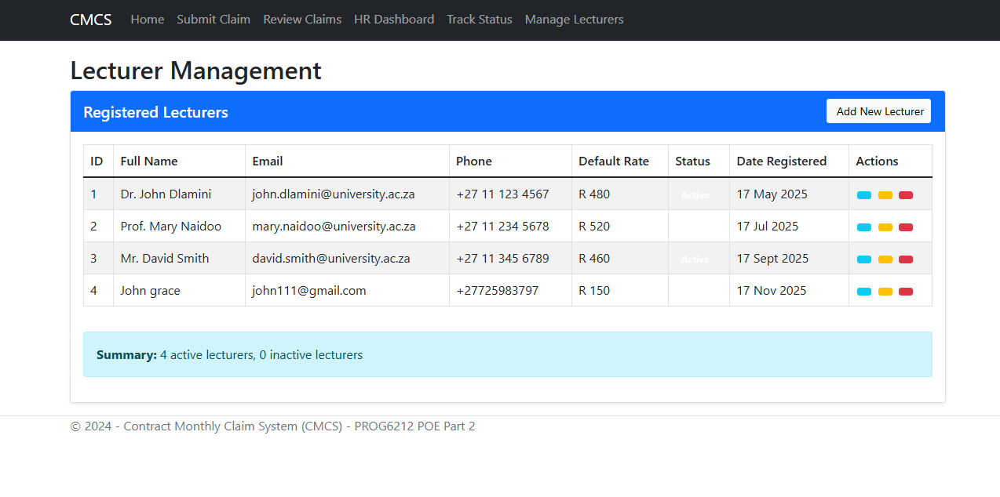 CMCS Home Submit Claim Review Claims HR Dashboard Track Status Manage Lecturers
Lecturer Management
Registered Lecturers Add New Lecturer
ID Full Name Email Phone Default Rate Status Date Registered Actions
1 Dr. John Dlamini john.dlamini@university.ac.za +27 11 123 4567 R 480 Active 17 May 2025
2 Prof. Mary Naidoo mary.naidoo@university.ac.za +27 11 234 5678 R 520 17 Jul 2025
3 Mr. David Smith david.smith@university.ac.za +27 11 345 6789 R 460 Active 17 Sept 2025
4 John grace john111@gmail.com +27725983797 R 150 17 Nov 2025
Summary: 4 active lecturers, 0 inactive lecturers
© 2024 - Contract Monthly Claim System (CMCS) - PROG6212 POE Part 2